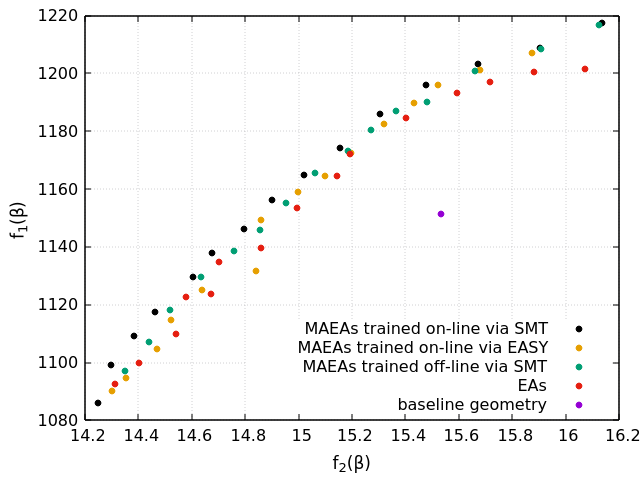 1220
1200
1180
1160
1140
1120
1100
1080
f1(β)
MAEAs trained on-line via SMT
MAEAs trained on-line via EASY
MAEAs trained off-line via SMT
EAs
baseline geometry
14.2 14.4 14.6 14.8 15 15.2 15.4 15.6 15.8 16 16.2
f2(β)